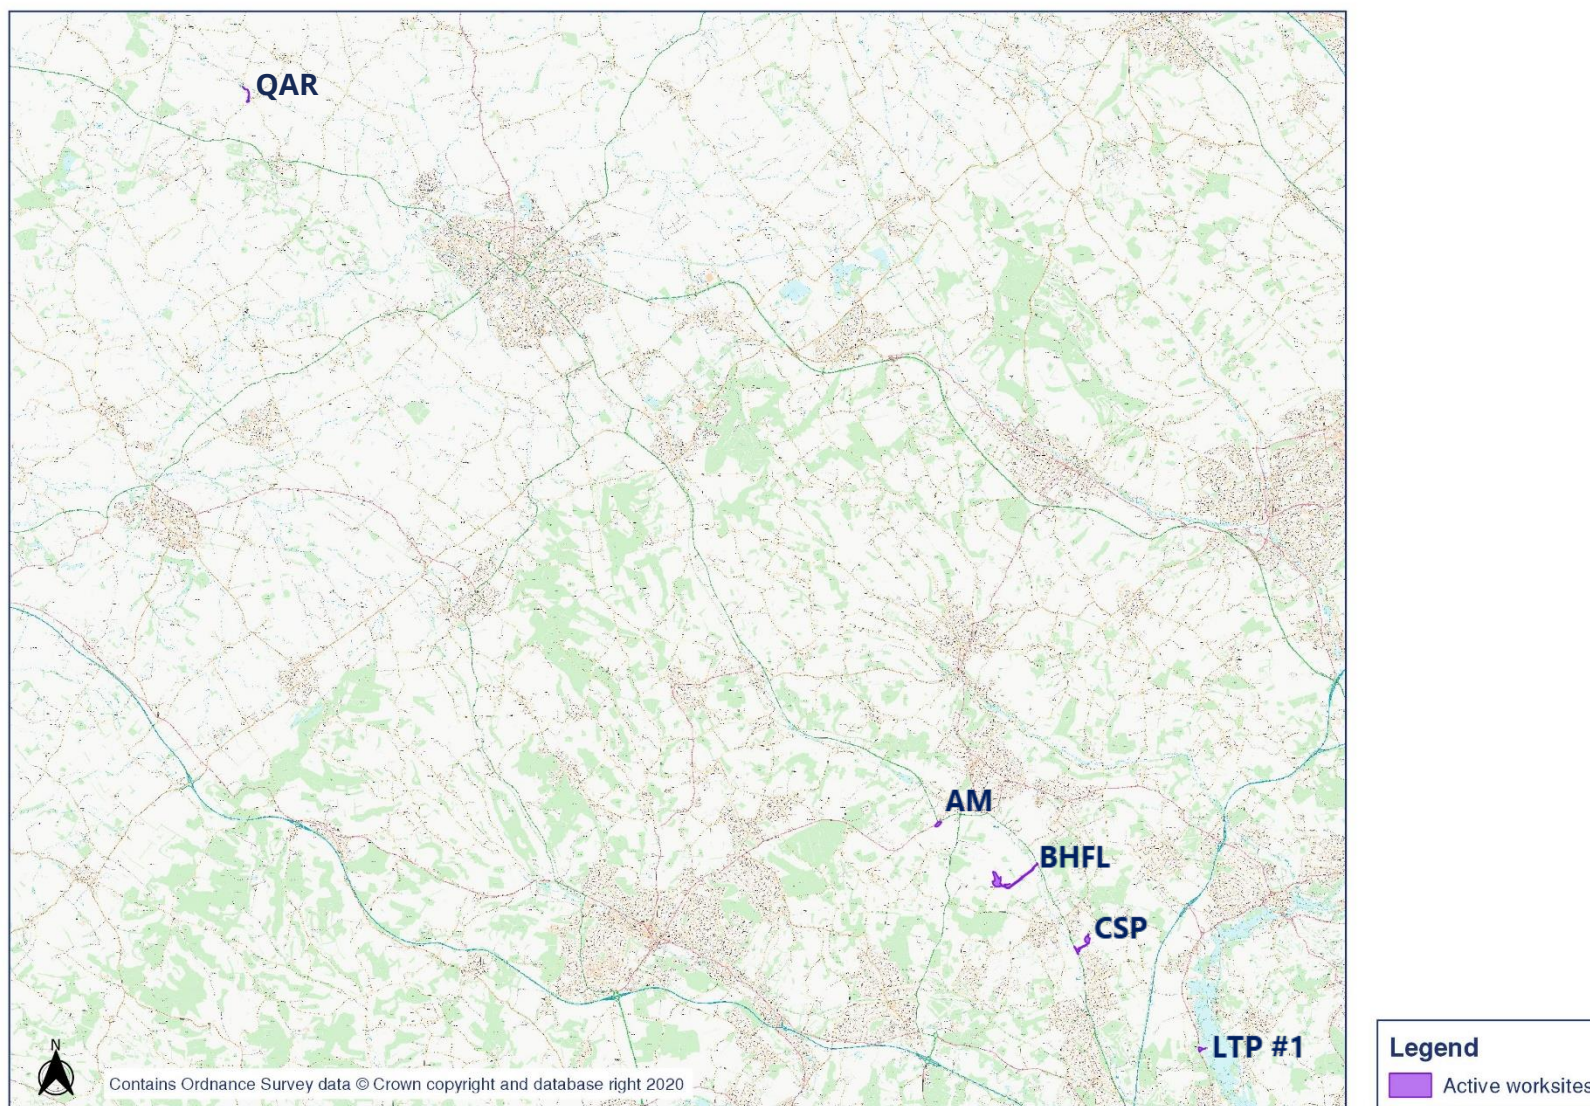 QAR
AM
BHFL
CSP
LTP #1
N
Contains Ordnance Survey data © Crown copyright and database right 2020
Legend
Active worksites